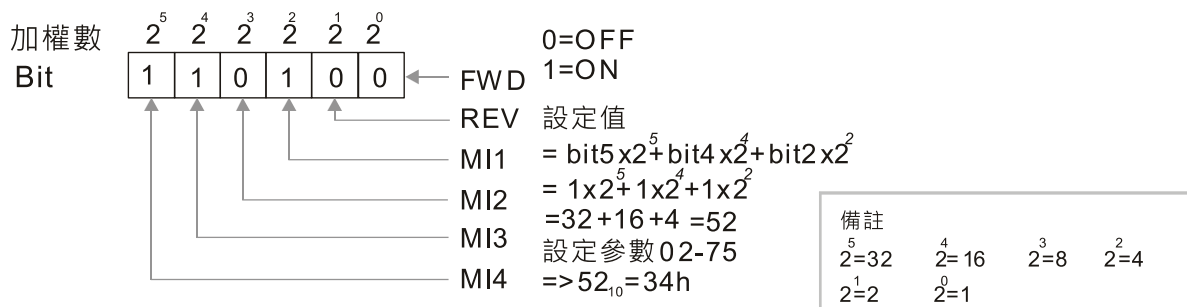 加權數 2⁵ 2⁴ 2³ 2² 2¹ 2⁰
Bit 1 1 0 1 0 0
FWD
REV
MI1
MI2
MI3
MI4
0=OFF
1=ON
設定值
= bit5x2⁵+bit4x2⁴+bit2x2²
= 1x2⁵+1x2⁴+1x2²
=32+16+4 =52
設定參數02-75
=>52₁₀=34h
備註
2⁵=32 2⁴=16 2³=8 2²=4
2¹=2 2⁰=1